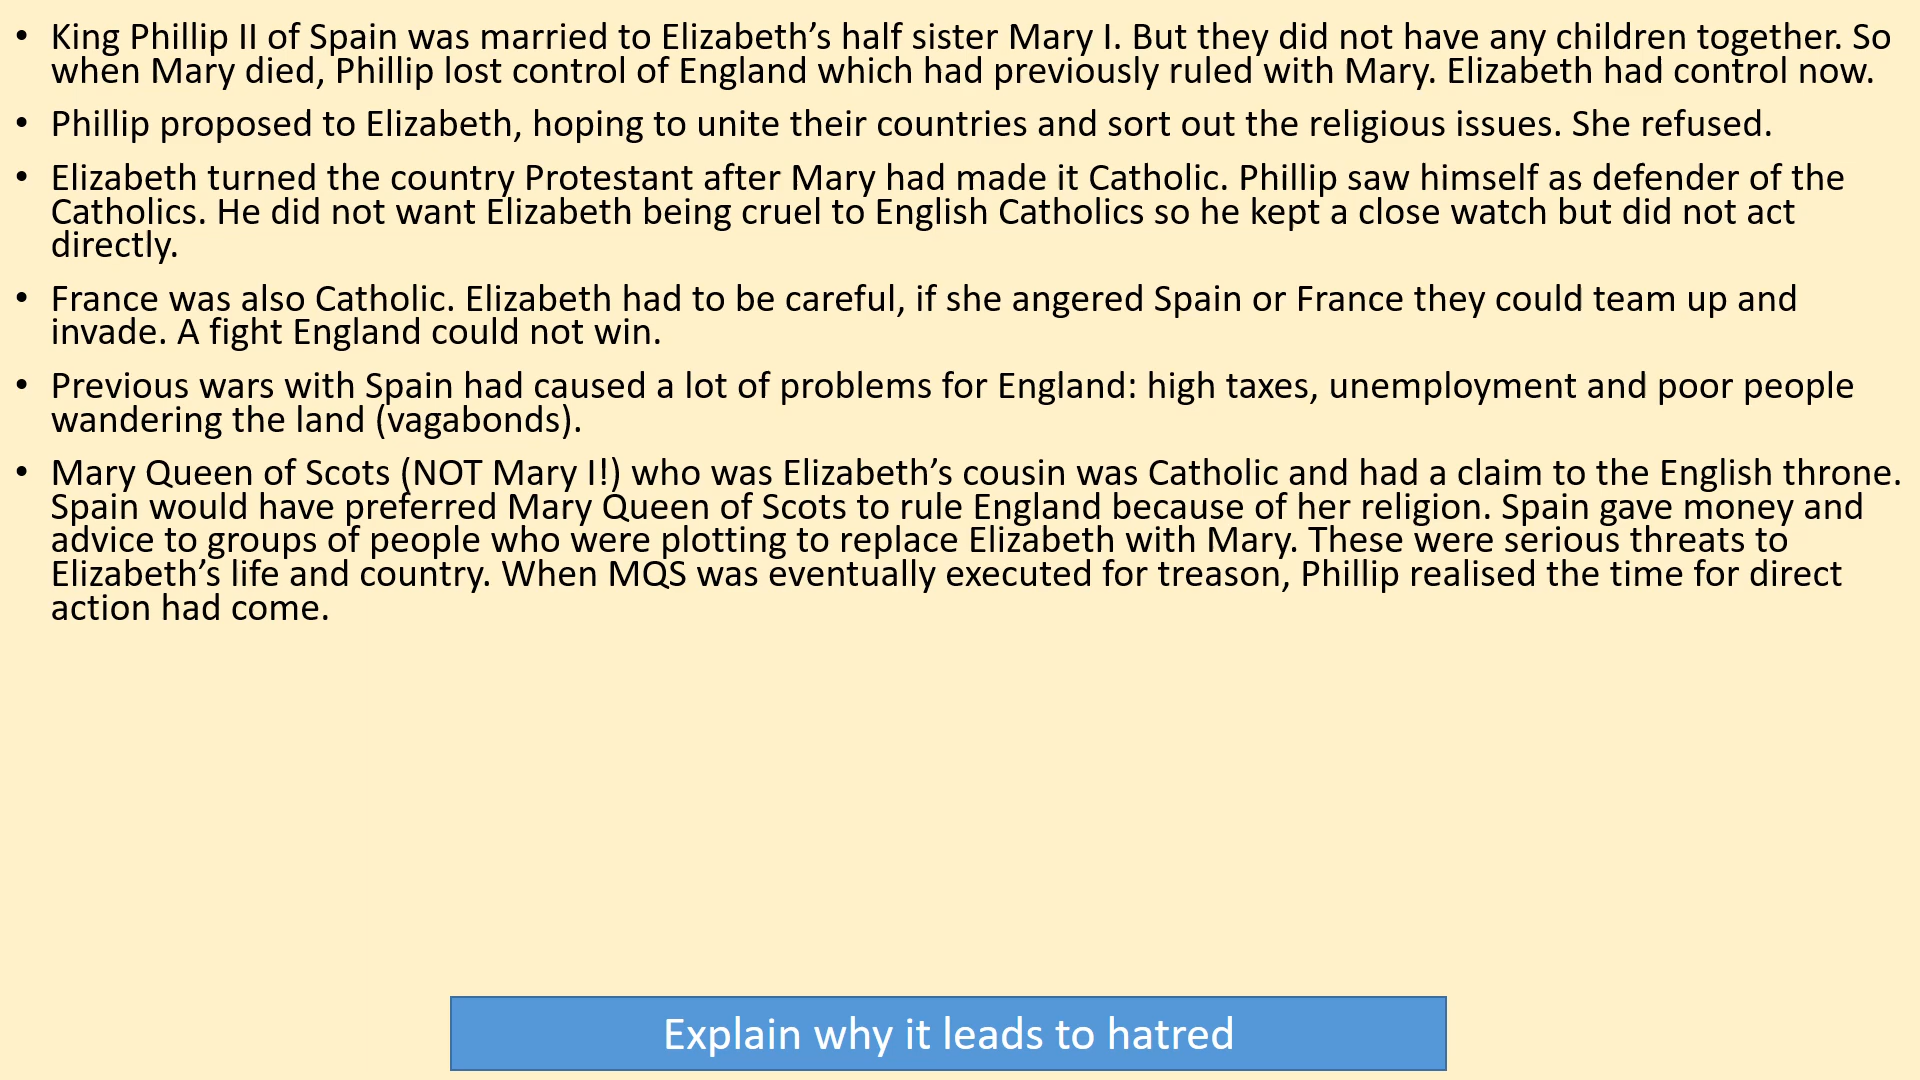 • King Phillip II of Spain was married to Elizabeth’s half sister Mary I. But they did not have any children together. So
when Mary died, Phillip lost control of England which had previously ruled with Mary. Elizabeth had control now.
• Phillip proposed to Elizabeth, hoping to unite their countries and sort out the religious issues. She refused.
• Elizabeth turned the country Protestant after Mary had made it Catholic. Phillip saw himself as defender of the
Catholics. He did not want Elizabeth being cruel to English Catholics so he kept a close watch but did not act
directly.
• France was also Catholic. Elizabeth had to be careful, if she angered Spain or France they could team up and
invade. A fight England could not win.
• Previous wars with Spain had caused a lot of problems for England: high taxes, unemployment and poor people
wandering the land (vagabonds).
• Mary Queen of Scots (NOT Mary I!) who was Elizabeth’s cousin was Catholic and had a claim to the English throne.
Spain would have preferred Mary Queen of Scots to rule England because of her religion. Spain gave money and
advice to groups of people who were plotting to replace Elizabeth with Mary. These were serious threats to
Elizabeth’s life and country. When MQS was eventually executed for treason, Phillip realised the time for direct
action had come.
Explain why it leads to hatred